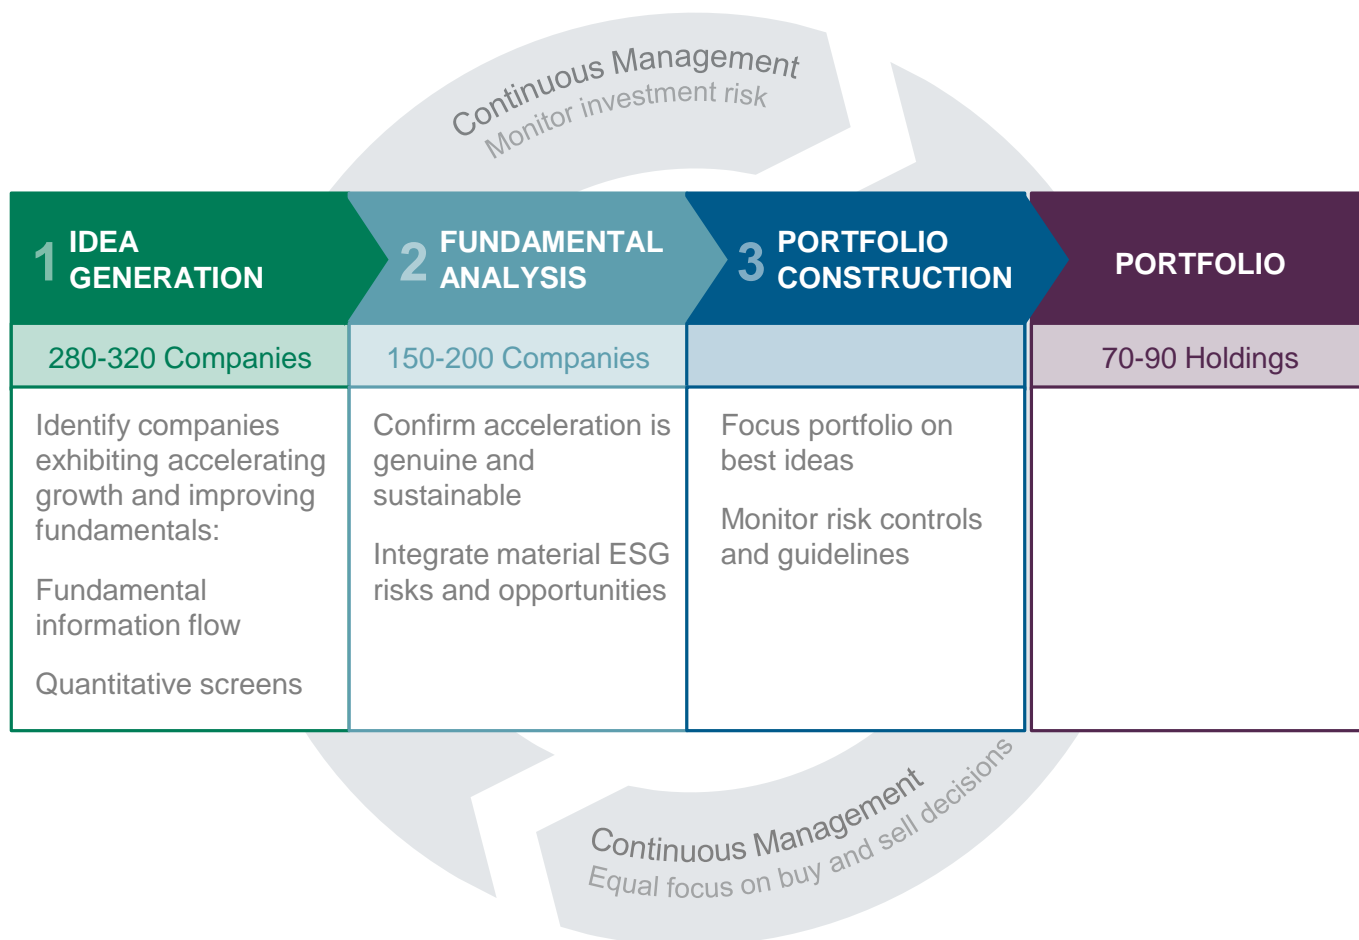 Continuous Management
Monitor investment risk
1 IDEA
GENERATION
280-320 Companies
Identify companies
exhibiting accelerating
growth and improving
fundamentals:
Fundamental
information flow
Quantitative screens
2 FUNDAMENTAL
ANALYSIS
150-200 Companies
Confirm acceleration is
genuine and
sustainable
Integrate material ESG
risks and opportunities
3 PORTFOLIO
CONSTRUCTION
Focus portfolio on
best ideas
Monitor risk controls
and guidelines
PORTFOLIO
70-90 Holdings
Continuous Management
Equal focus on buy and sell decisions